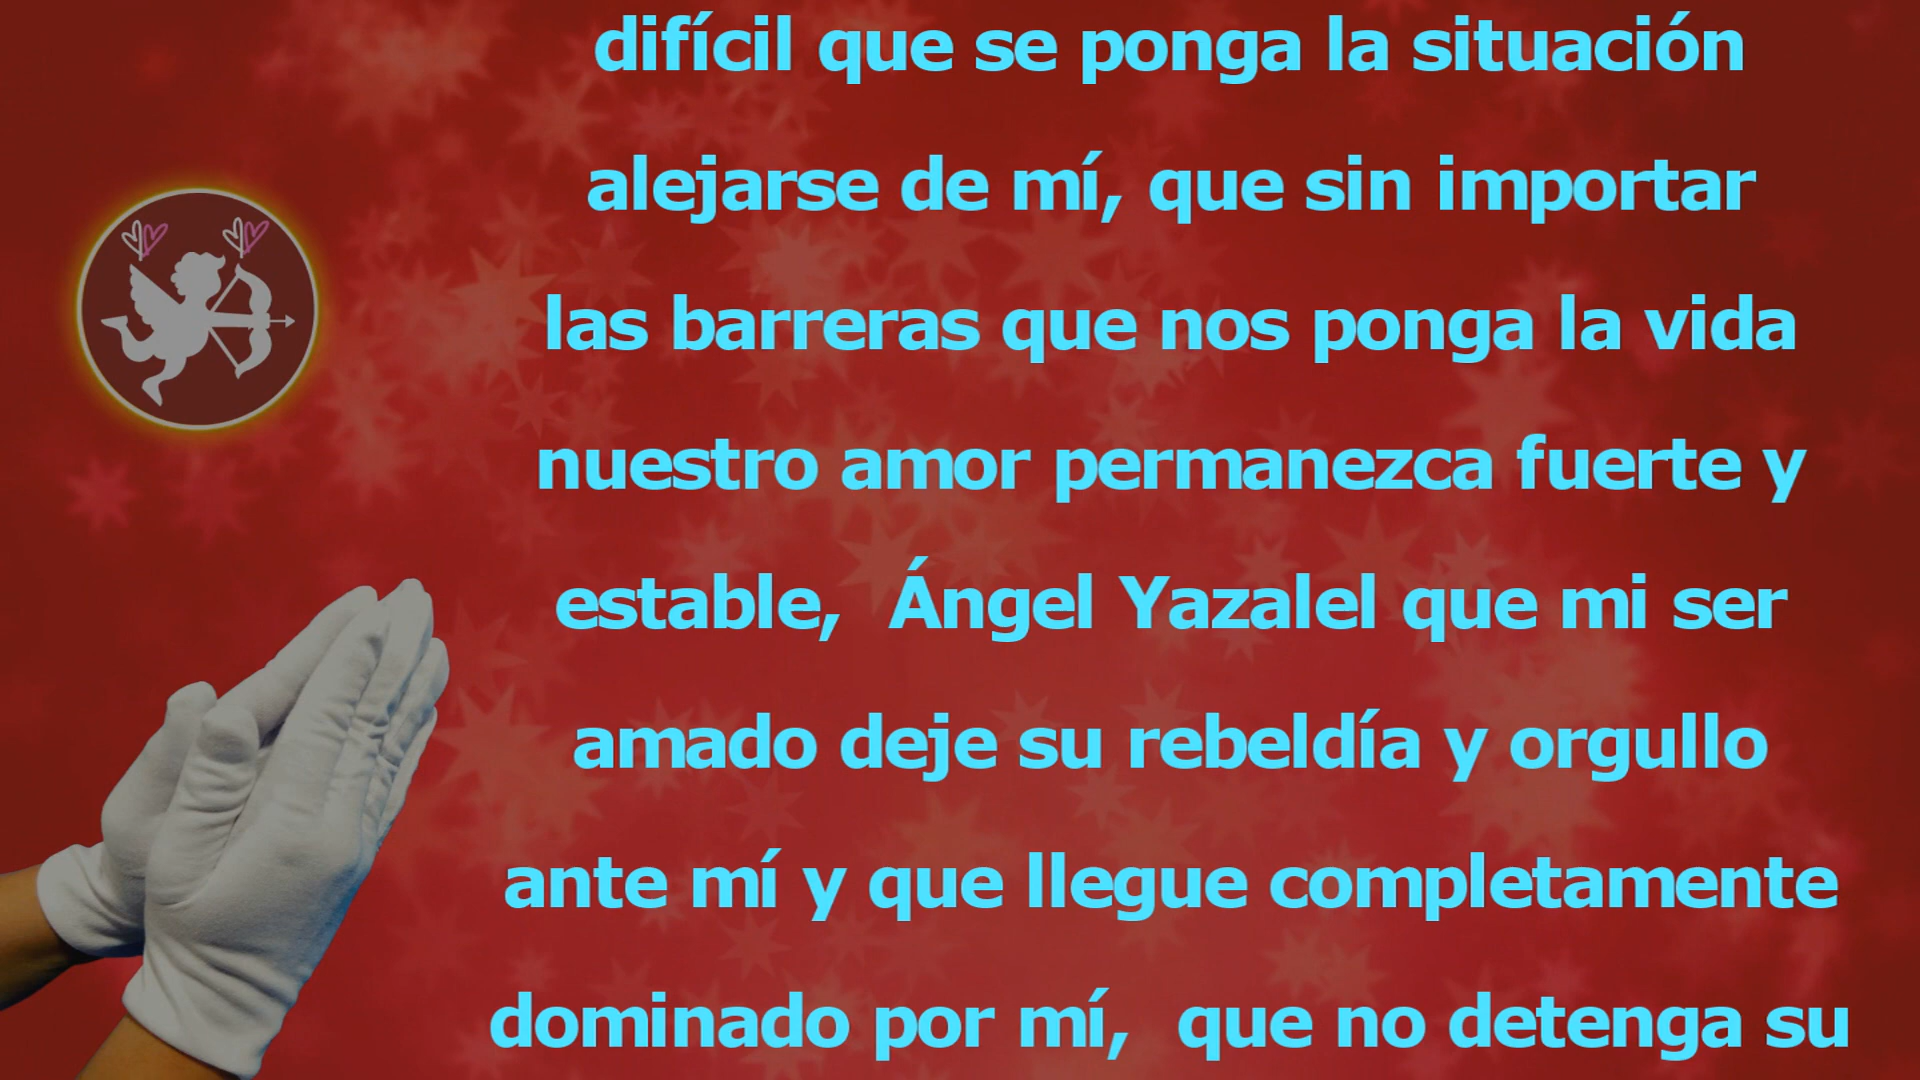 difícil que se ponga la situación
alejarse de mí, que sin importar
las barreras que nos ponga la vida
nuestro amor permanezca fuerte y
estable,  Ángel Yazalel que mi ser
amado deje su rebeldía y orgullo
ante mí y que llegue completamente
dominado por mí,  que no detenga su